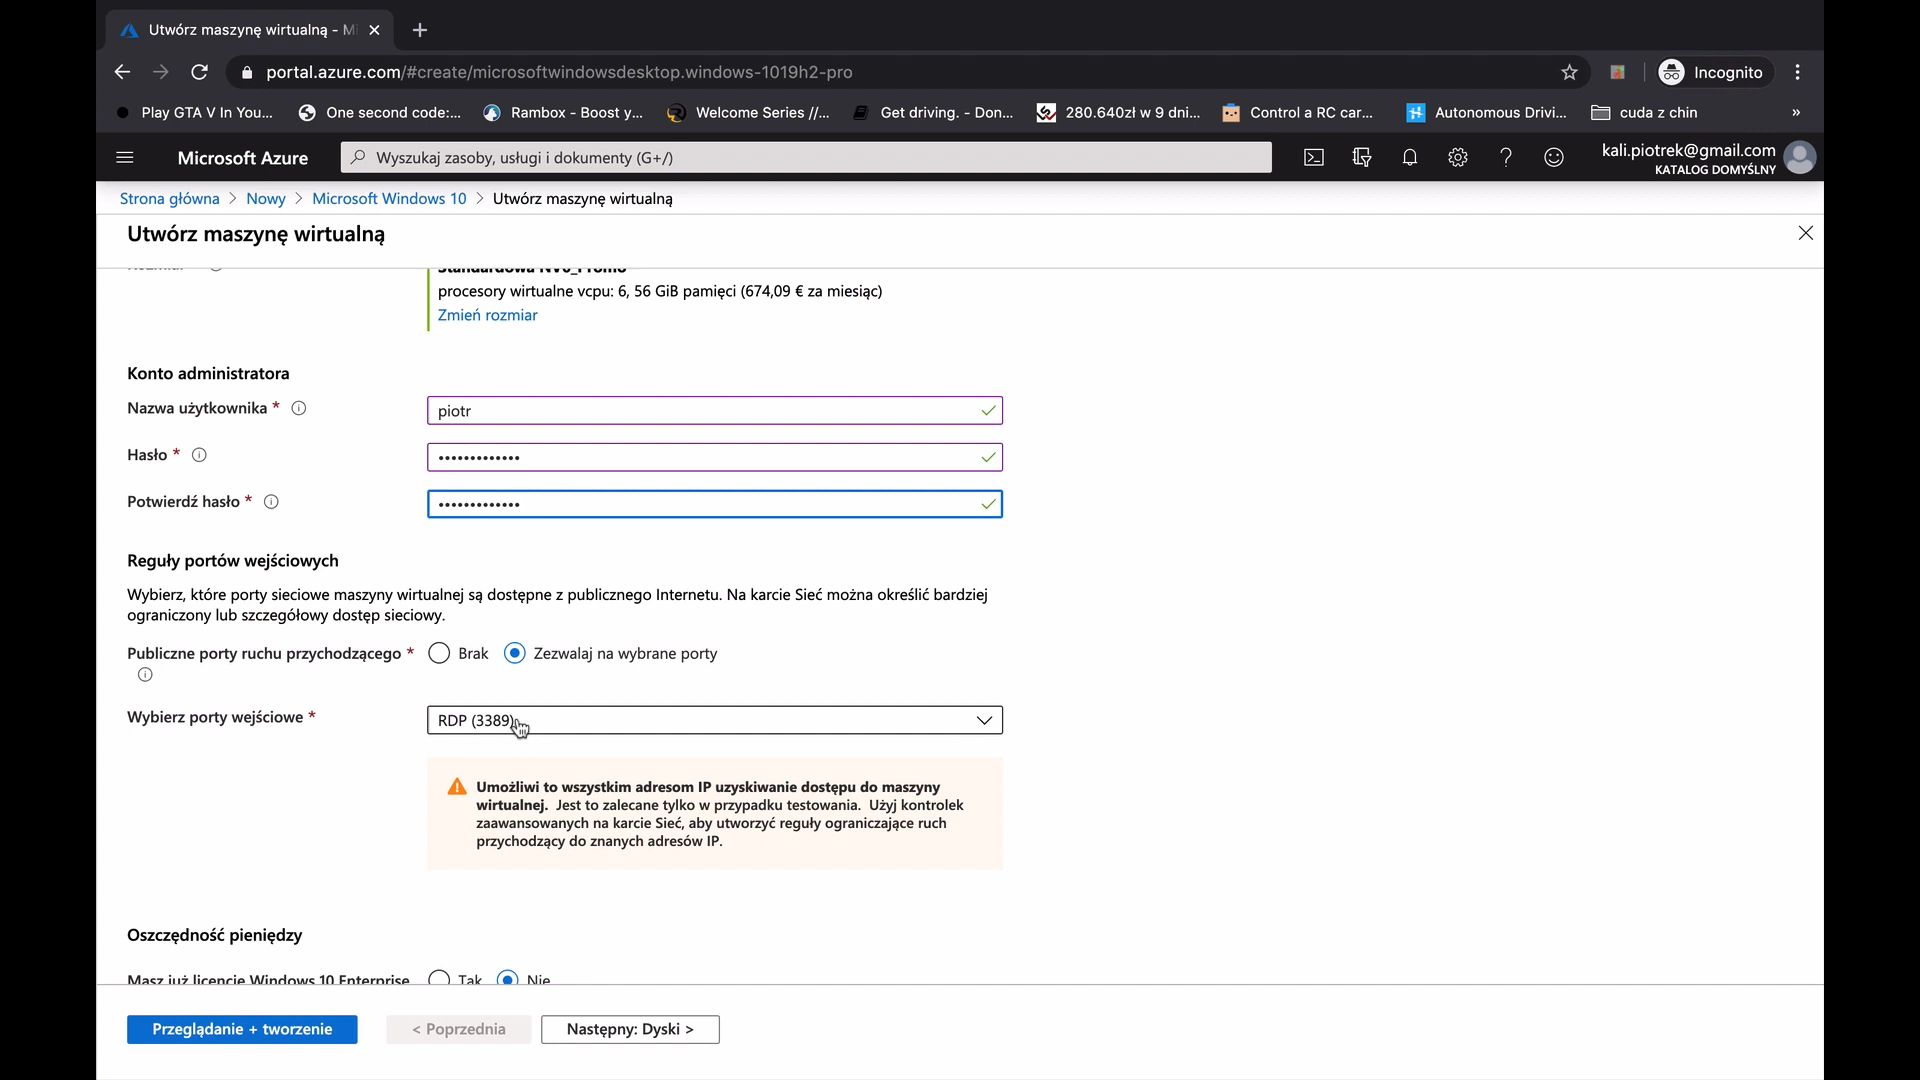 Utwórz maszynę wirtualną - Mi
portal.azure.com/#create/microsoftwindowsdesktop.windows-1019h2-pro
Incognito
Play GTA V In You...
One second code:...
Rambox - Boost y...
Welcome Series //...
Get driving. - Don...
280.640zł w 9 dni...
Control a RC car...
Autonomous Drivi...
cuda z chin
»
Microsoft Azure
Wyszukaj zasoby, usługi i dokumenty (G+/)
kali.piotrek@gmail.com
KATALOG DOMYŚLNY
Strona główna > Nowy > Microsoft Windows 10 > Utwórz maszynę wirtualną
Utwórz maszynę wirtualną
Standardowa NV6_Promo
procesory wirtualne vcpu: 6, 56 GiB pamięci (674,09 € za miesiąc)
Zmień rozmiar
Konto administratora
Nazwa użytkownika *
piotr
Hasło *
•••••••••••••
Potwierdź hasło *
•••••••••••••
Reguły portów wejściowych
Wybierz, które porty sieciowe maszyny wirtualnej są dostępne z publicznego Internetu. Na karcie Sieć można określić bardziej
ograniczony lub szczegółowy dostęp sieciowy.
Publiczne porty ruchu przychodzącego *
Brak
Zezwalaj na wybrane porty
Wybierz porty wejściowe *
RDP (3389)
Umożliwi to wszystkim adresom IP uzyskiwanie dostępu do maszyny
wirtualnej. Jest to zalecane tylko w przypadku testowania. Użyj kontrolek
zaawansowanych na karcie Sieć, aby utworzyć reguły ograniczające ruch
przychodzący do znanych adresów IP.
Oszczędność pieniędzy
Masz już licencję Windows 10 Enterprise
Tak
Nie
Przeglądanie + tworzenie
< Poprzednia
Następny: Dyski >